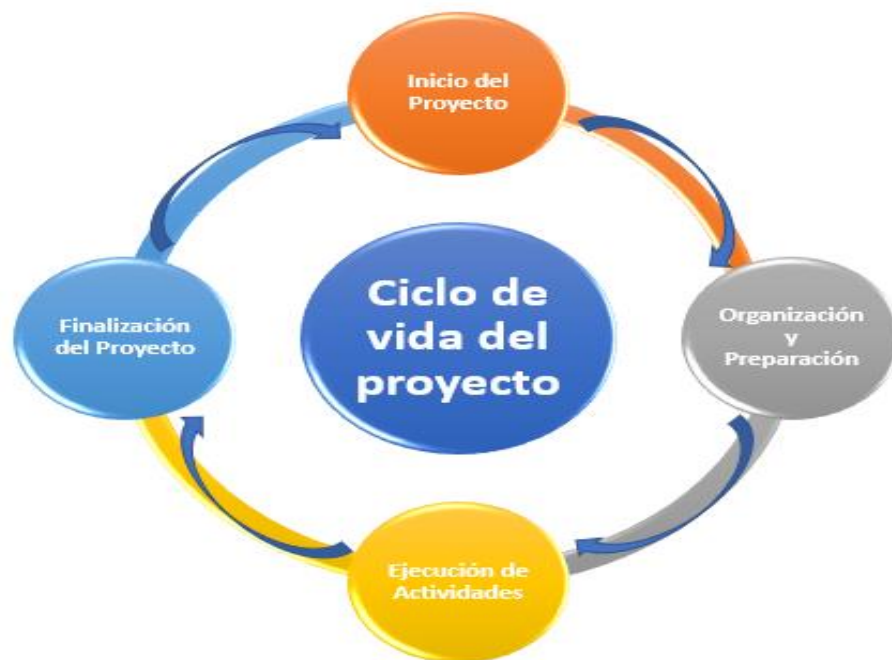 Inicio del
Proyecto
Organización
y
Preparación
Ejecución de
Actividades
Finalización
del Proyecto
Ciclo de
vida del
proyecto